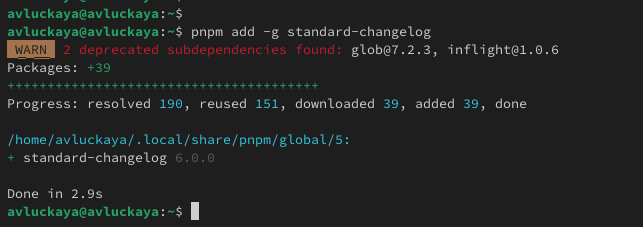 avluckaya@avluckaya:~$
avluckaya@avluckaya:~$ pnpm add -g standard-changelog
 WARN  2 deprecated subdependencies found: glob@7.2.3, inflight@1.0.6
Packages: +39
+++++++++++++++++++++++++++++++++++++++
Progress: resolved 190, reused 151, downloaded 39, added 39, done
/home/avluckaya/.local/share/pnpm/global/5:
+ standard-changelog 6.0.0
Done in 2.9s
avluckaya@avluckaya:~$